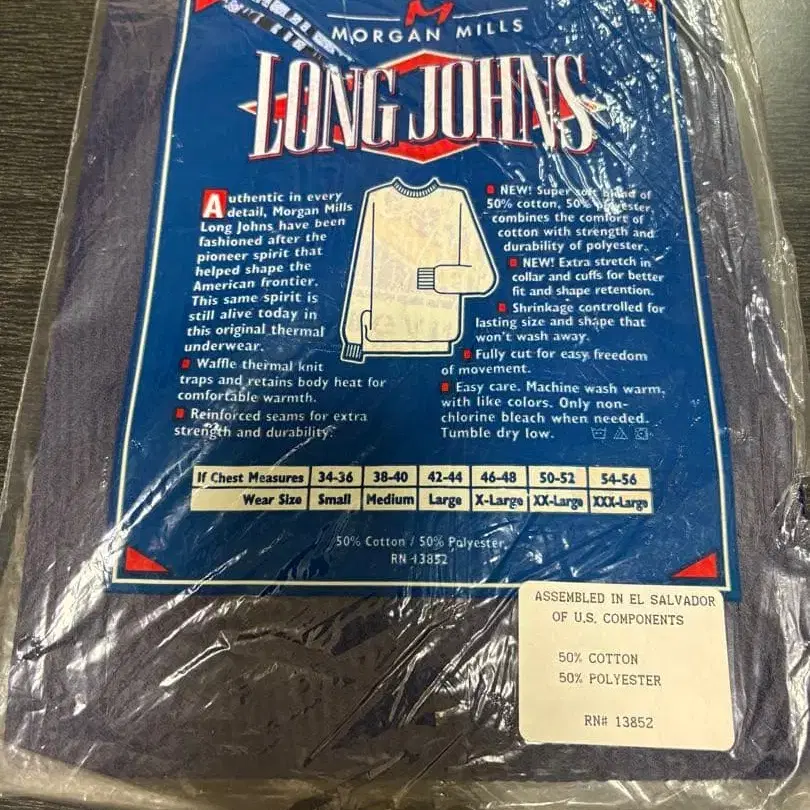 MORGAN MILLS
LONG JOHNS
Authentic in every
detail, Morgan Mills
Long Johns have been
fashioned after the
pioneer spirit that
helped shape the
American frontier.
This same spirit is
still alive today in
this original thermal
underwear.
Waffle thermal knit
traps and retains body heat for
comfortable warmth.
Reinforced seams for extra
strength and durability.
NEW! Super soft blend of
50% cotton, 50% polyester
combines the comfort of
cotton with strength and
durability of polyester.
NEW! Extra stretch in
collar and cuffs for better
fit and shape retention.
Shrinkage controlled for
lasting size and shape that
won't wash away.
Fully cut for easy freedom
of movement.
Easy care. Machine wash warm,
with like colors. Only non-
chlorine bleach when needed.
Tumble dry low.
If Chest Measures 34-36 38-40 42-44 46-48 50-52 54-56
Wear Size Small Medium Large X-Large XX-Large XXX-Large
50% Cotton / 50% Polyester
RN 13852
ASSEMBLED IN EL SALVADOR
OF U.S. COMPONENTS
50% COTTON
50% POLYESTER
RN# 13852